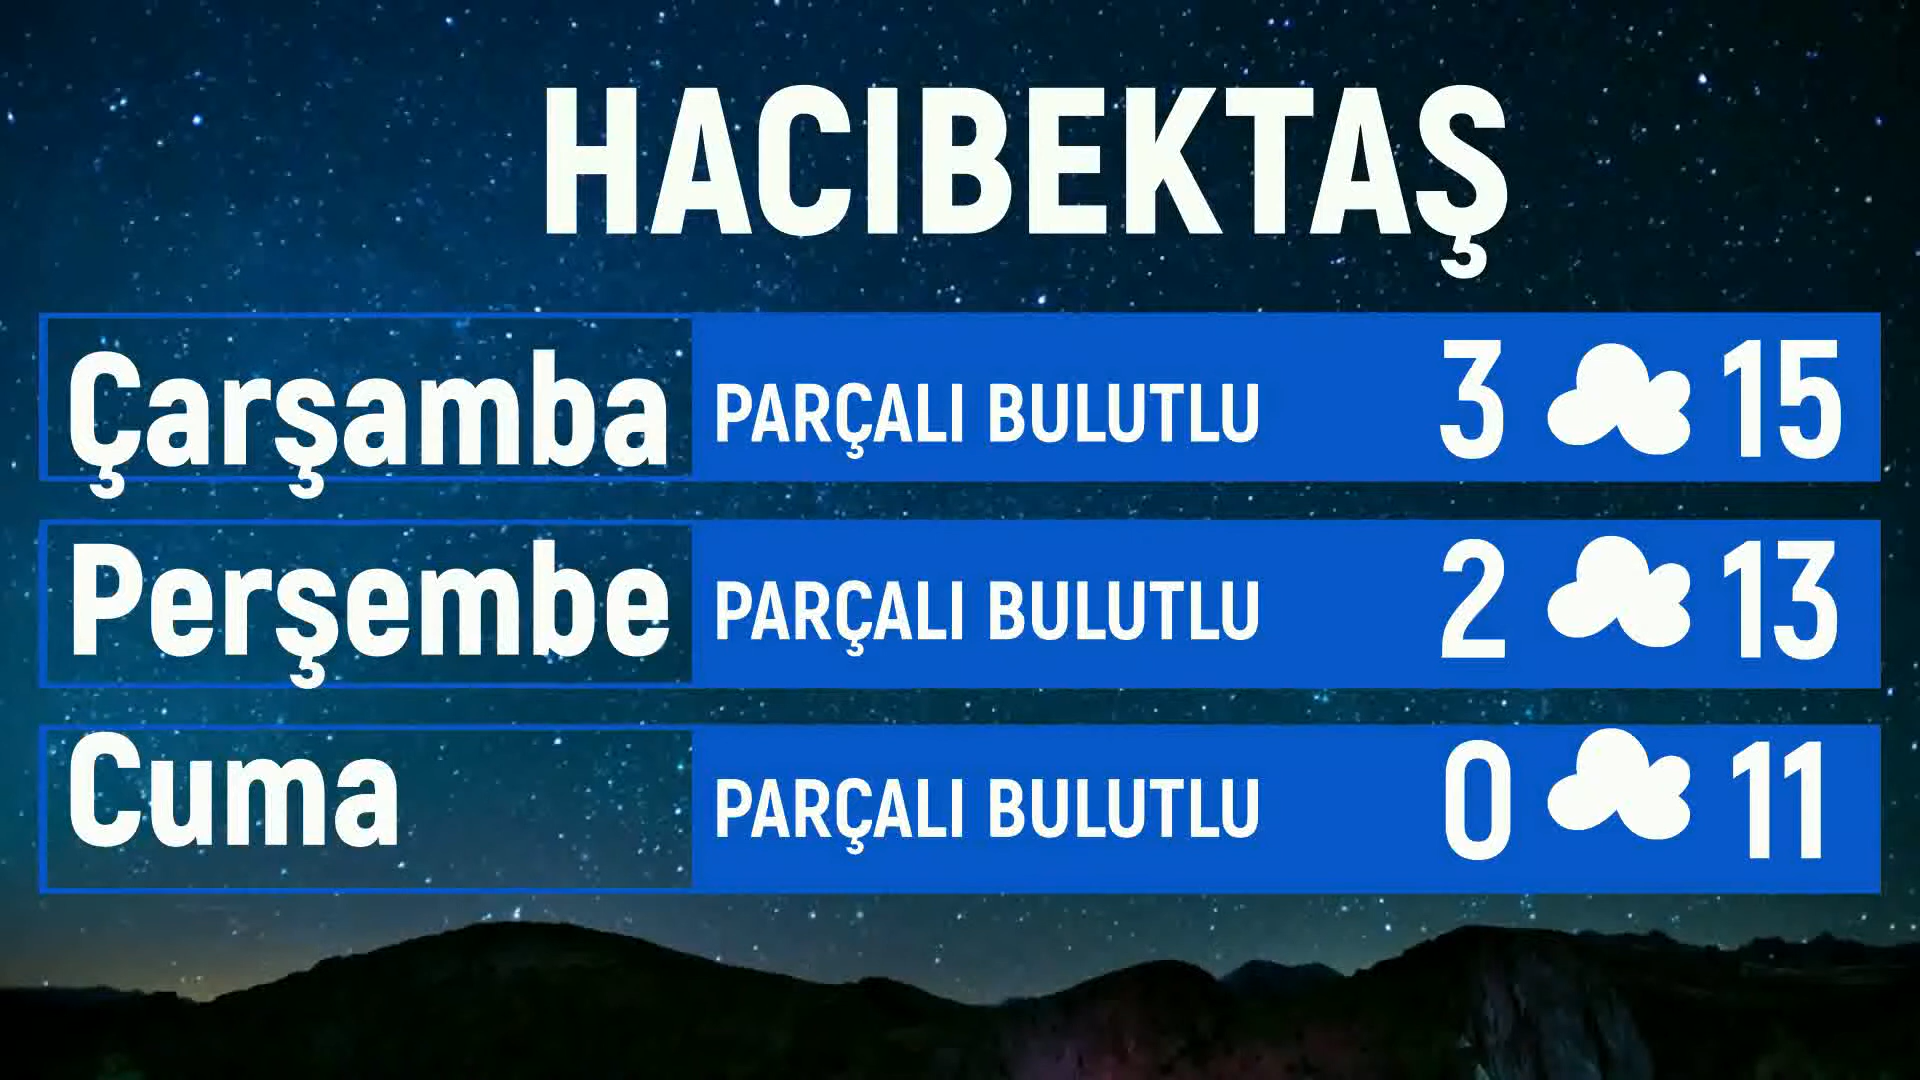 HACIBEKTAŞ
Çarşamba PARÇALI BULUTLU 3 15
Perşembe PARÇALI BULUTLU 2 13
Cuma PARÇALI BULUTLU 0 11